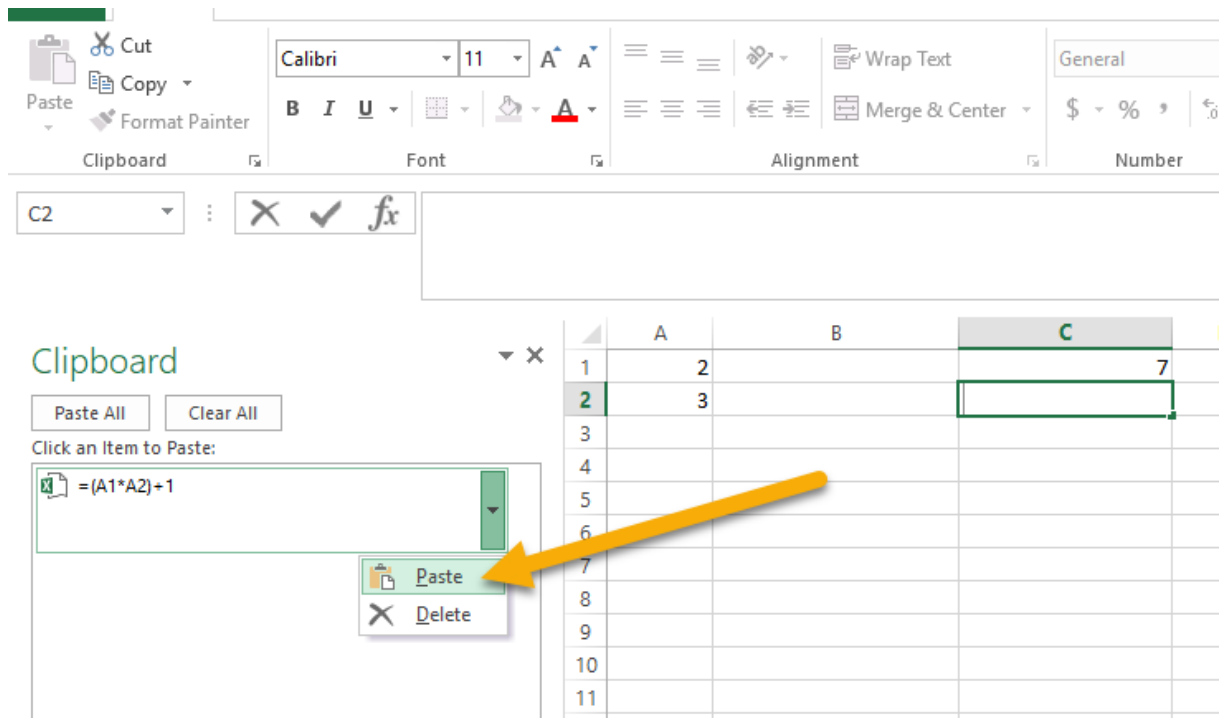 Cut
Calibri 11 A A Wrap Text General
Copy
Paste
Format Painter B I U A Merge & Center $ % ,
Clipboard Font Alignment Number
C2 fx
A B C
Clipboard
1 2 7
Paste All Clear All
2 3
Click an Item to Paste:
3
4
=(A1*A2)+1
5
6
7
Paste
8
Delete
9
10
11